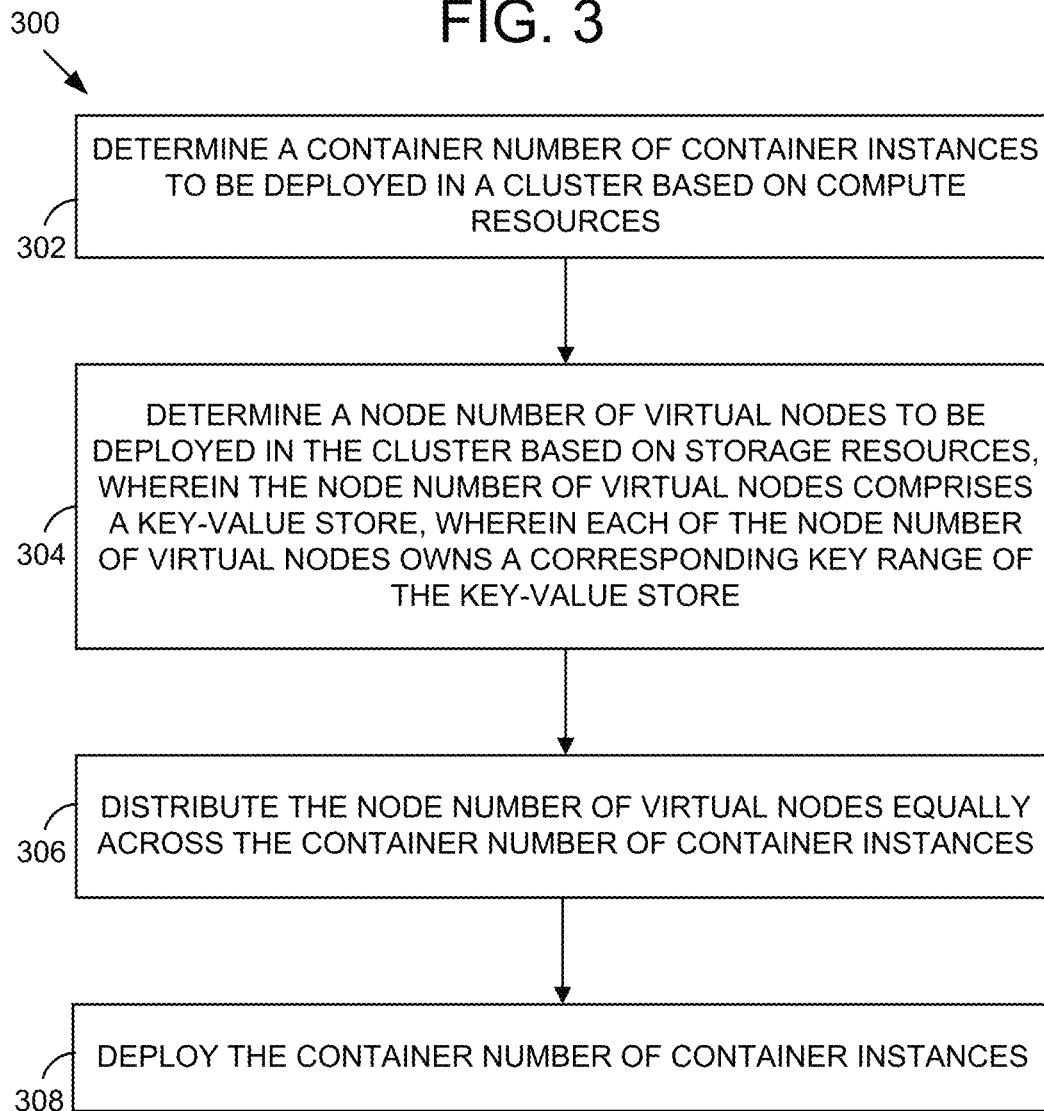 FIG. 3
300
DETERMINE A CONTAINER NUMBER OF CONTAINER INSTANCES
TO BE DEPLOYED IN A CLUSTER BASED ON COMPUTE
RESOURCES
302
DETERMINE A NODE NUMBER OF VIRTUAL NODES TO BE
DEPLOYED IN THE CLUSTER BASED ON STORAGE RESOURCES,
WHEREIN THE NODE NUMBER OF VIRTUAL NODES COMPRISES
A KEY-VALUE STORE, WHEREIN EACH OF THE NODE NUMBER
OF VIRTUAL NODES OWNS A CORRESPONDING KEY RANGE OF
THE KEY-VALUE STORE
304
DISTRIBUTE THE NODE NUMBER OF VIRTUAL NODES EQUALLY
ACROSS THE CONTAINER NUMBER OF CONTAINER INSTANCES
306
DEPLOY THE CONTAINER NUMBER OF CONTAINER INSTANCES
308